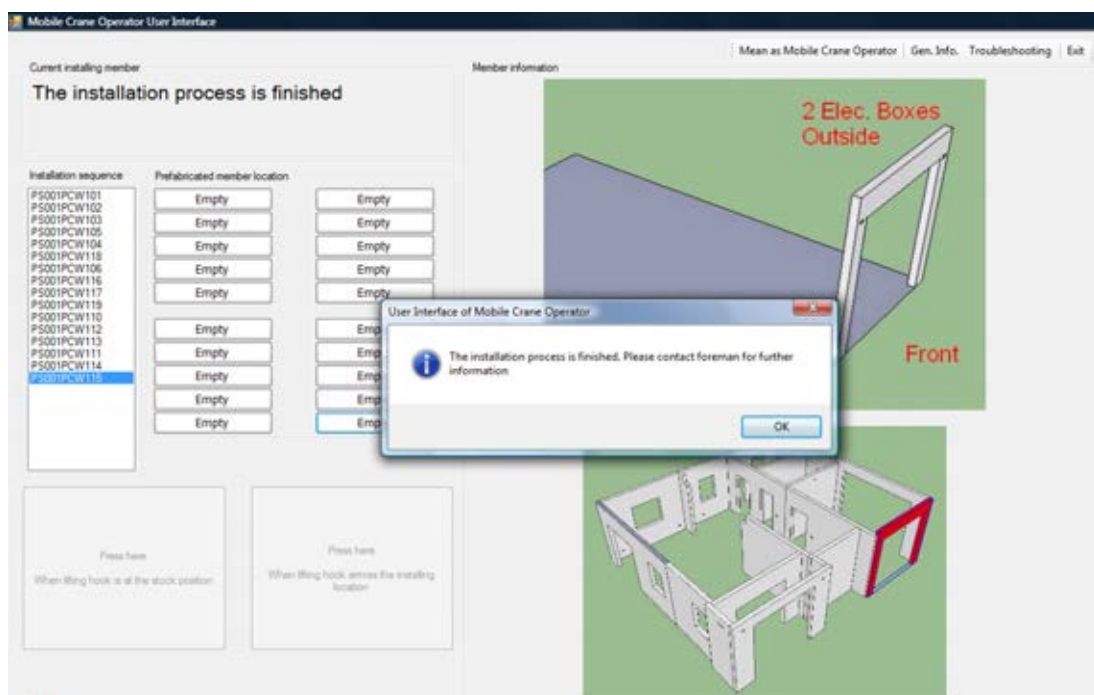 Mobile Crane Operator User Interface
Mean as Mobile Crane Operator Gen. Info. Troubleshooting Exit
Current installing member
The installation process is finished
Installation sequence
PS001PCW101
PS001PCW102
PS001PCW103
PS001PCW105
PS001PCW104
PS001PCW118
PS001PCW106
PS001PCW116
PS001PCW117
PS001PCW119
PS001PCW110
PS001PCW112
PS001PCW113
PS001PCW111
PS001PCW114
PS001PCW115
Prefabricated member location
Empty Empty
Empty Empty
Empty Empty
Empty Empty
Empty Empty
Empty Emp
Empty Emp
Empty Emp
Empty Emp
Empty Emp
Press here
When lifting hook is at the stock position
Press here
When lifting hook arrives the installing
location
Member information
2 Elec. Boxes
Outside
Front
User Interface of Mobile Crane Operator
The installation process is finished. Please contact foreman for further
information
OK